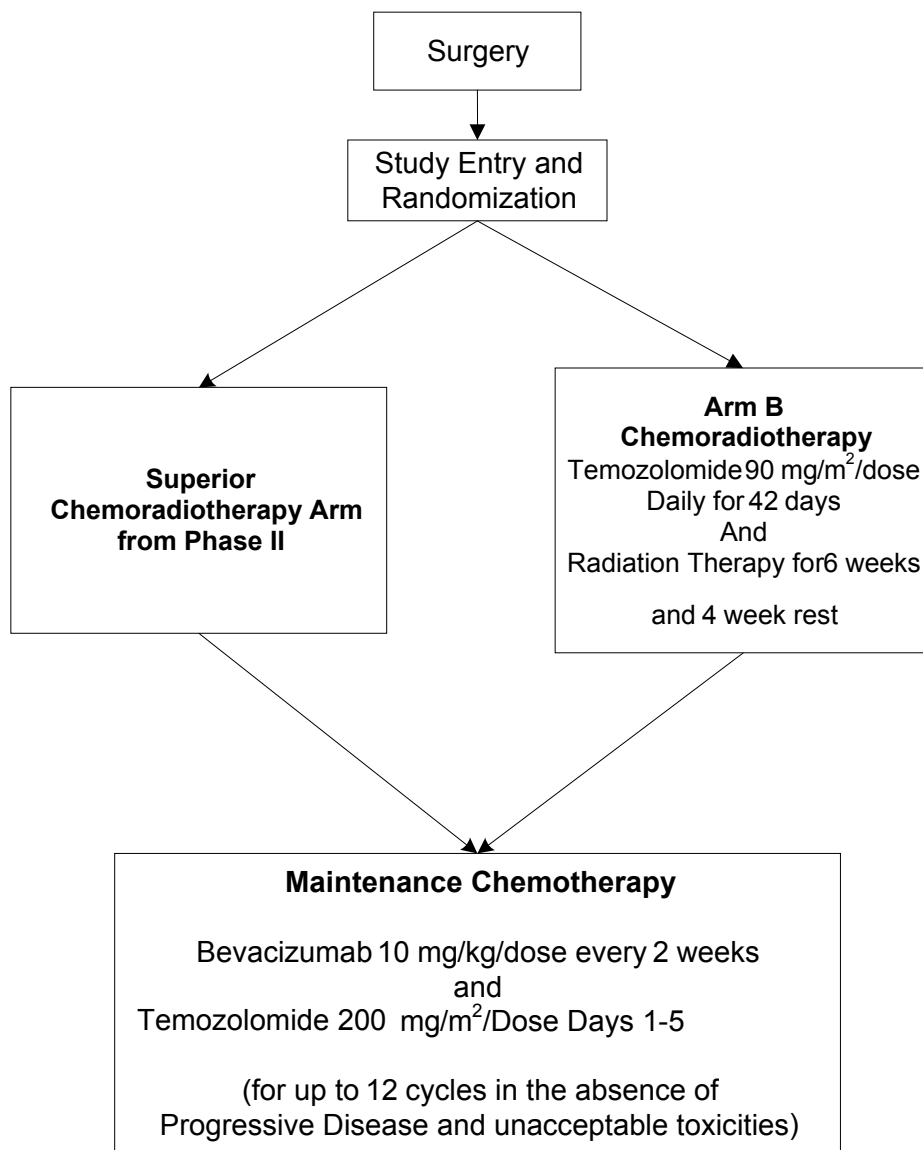 Surgery
Study Entry and
Randomization
Superior
Chemoradiotherapy Arm
from Phase II
Arm B
Chemoradiotherapy
Temozolomide 90 mg/m²/dose
Daily for 42 days
And
Radiation Therapy for6 weeks
and 4 week rest
Maintenance Chemotherapy
Bevacizumab 10 mg/kg/dose every 2 weeks
and
Temozolomide 200 mg/m²/Dose Days 1-5
(for up to 12 cycles in the absence of
Progressive Disease and unacceptable toxicities)